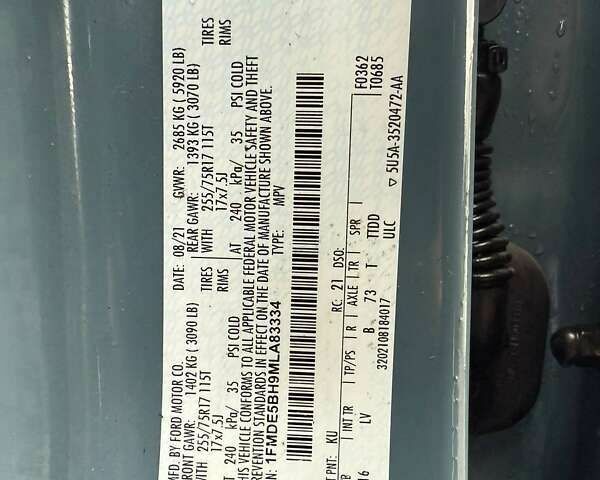 MFD. BY FORD MOTOR CO.
DATE: 08/21
GVWR: 2685 KG ( 5920 LB)
FRONT GAWR: 1402 KG ( 3090 LB)
REAR GAWR: 1393 KG ( 3070 LB)
WITH 255/75R17 115T TIRES
17x7.5J RIMS
AT 240 kPa/ 35 PSI COLD
WITH 255/75R17 115T TIRES
17x7.5J RIMS
AT 240 kPa/ 35 PSI COLD
THIS VEHICLE CONFORMS TO ALL APPLICABLE FEDERAL MOTOR VEHICLE SAFETY AND THEFT
PREVENTION STANDARDS IN EFFECT ON THE DATE OF MANUFACTURE SHOWN ABOVE.
VIN: 1FMDE5BH9MLA83334
TYPE: MPV
F0362
T0685
EXT PNT: KU
RC: 21 DSO:
INT TR TP/PS R AXLE TR SPR
LV B 73 T TTDD
ULC
▽ 5U5A-3520472-AA
3202108184017